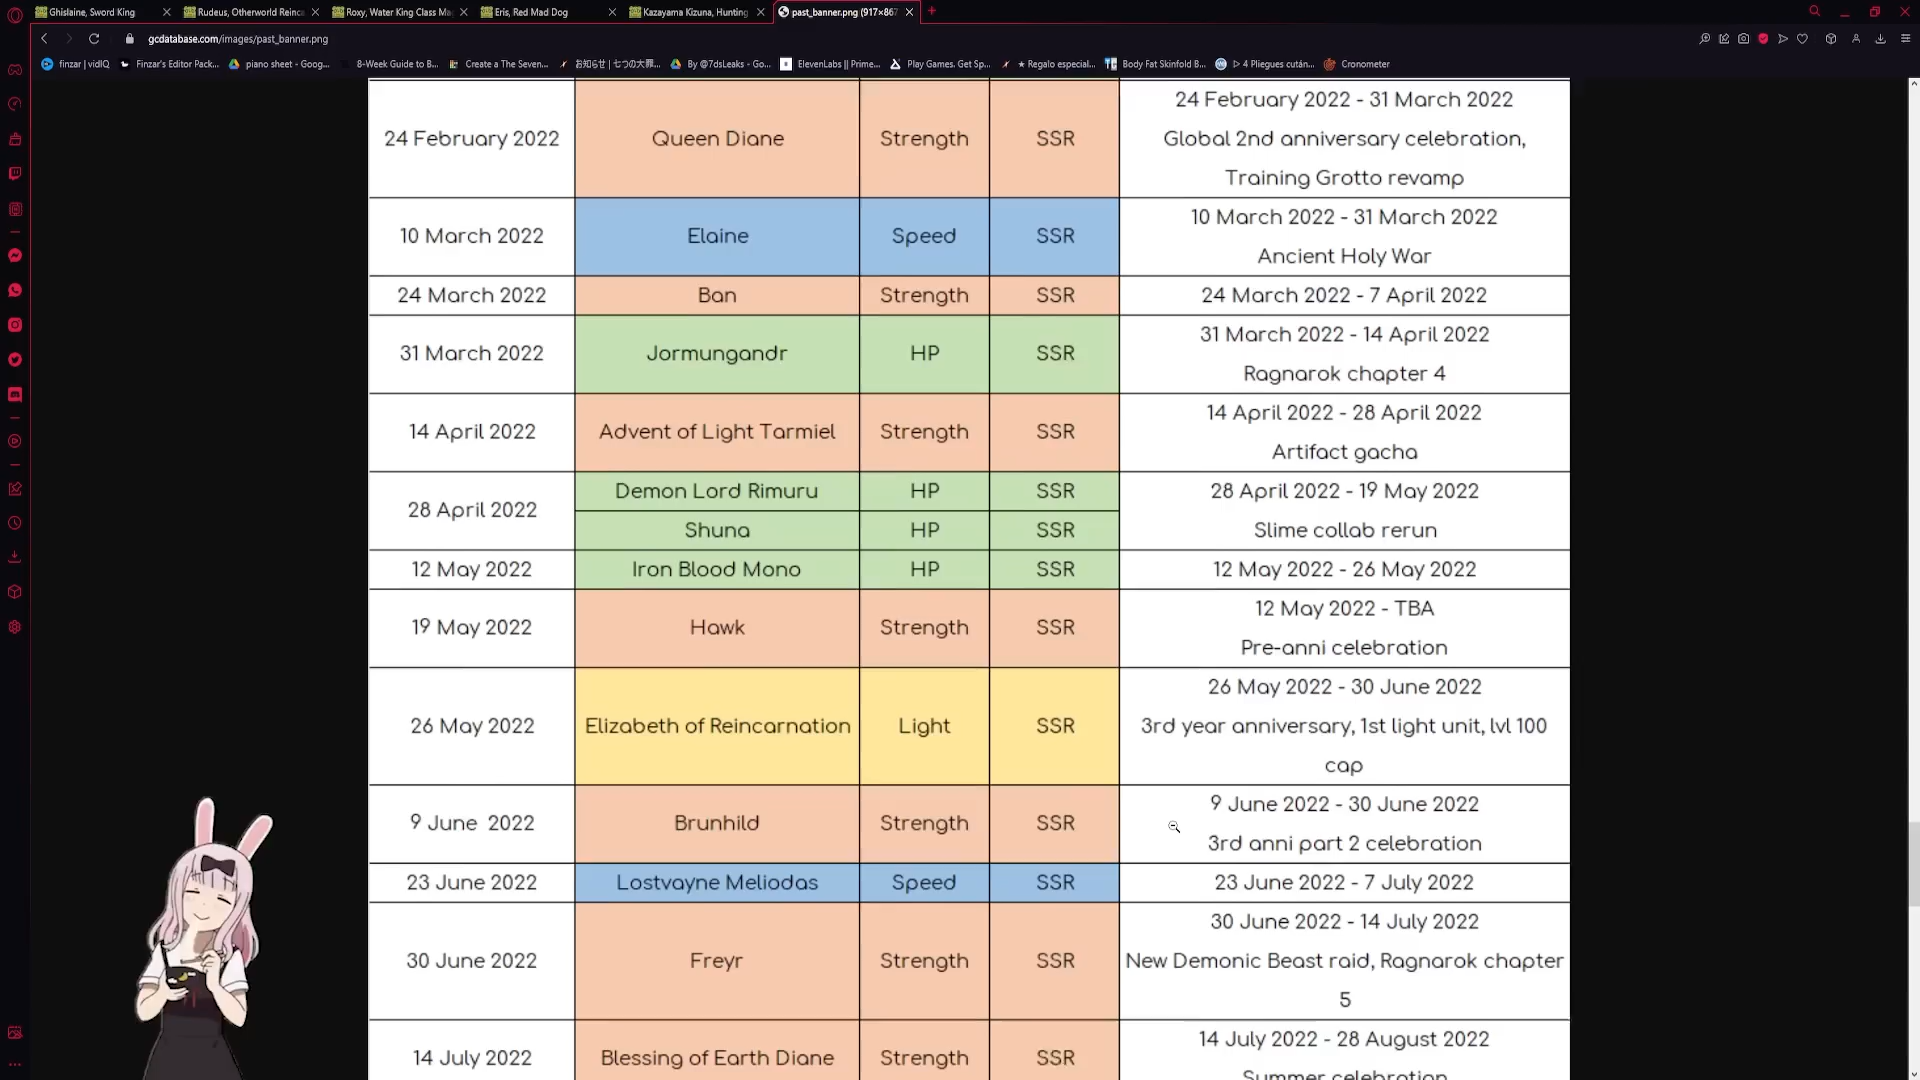 Ghislaine, Sword King
Rudeus, Otherworld Reinc
Roxy, Water King Class Ma
Eris, Red Mad Dog
Kazayama Kizuna, Hunting
past_banner.png (917×867
gcdatabase.com/images/past_banner.png
finzar | vidIQ
Finzar's Editor Pack...
piano sheet - Goog...
8-Week Guide to B...
Create a The Seven...
お知らせ | 七つの大罪...
By @7dsLeaks - Go...
ElevenLabs || Prime...
Play Games. Get Sp...
★ Regalo especial...
Body Fat Skinfold B...
▷ 4 Pliegues cután...
Cronometer
24 February 2022 Queen Diane Strength SSR 24 February 2022 - 31 March 2022
Global 2nd anniversary celebration,
Training Grotto revamp
10 March 2022 Elaine Speed SSR 10 March 2022 - 31 March 2022
Ancient Holy War
24 March 2022 Ban Strength SSR 24 March 2022 - 7 April 2022
31 March 2022 Jormungandr HP SSR 31 March 2022 - 14 April 2022
Ragnarok chapter 4
14 April 2022 Advent of Light Tarmiel Strength SSR 14 April 2022 - 28 April 2022
Artifact gacha
28 April 2022 Demon Lord Rimuru HP SSR 28 April 2022 - 19 May 2022
Shuna HP SSR Slime collab rerun
12 May 2022 Iron Blood Mono HP SSR 12 May 2022 - 26 May 2022
19 May 2022 Hawk Strength SSR 12 May 2022 - TBA
Pre-anni celebration
26 May 2022 Elizabeth of Reincarnation Light SSR 26 May 2022 - 30 June 2022
3rd year anniversary, 1st light unit, lvl 100
cap
9 June 2022 Brunhild Strength SSR 9 June 2022 - 30 June 2022
3rd anni part 2 celebration
23 June 2022 Lostvayne Meliodas Speed SSR 23 June 2022 - 7 July 2022
30 June 2022 Freyr Strength SSR 30 June 2022 - 14 July 2022
New Demonic Beast raid, Ragnarok chapter
5
14 July 2022 Blessing of Earth Diane Strength SSR 14 July 2022 - 28 August 2022
Summer celebration